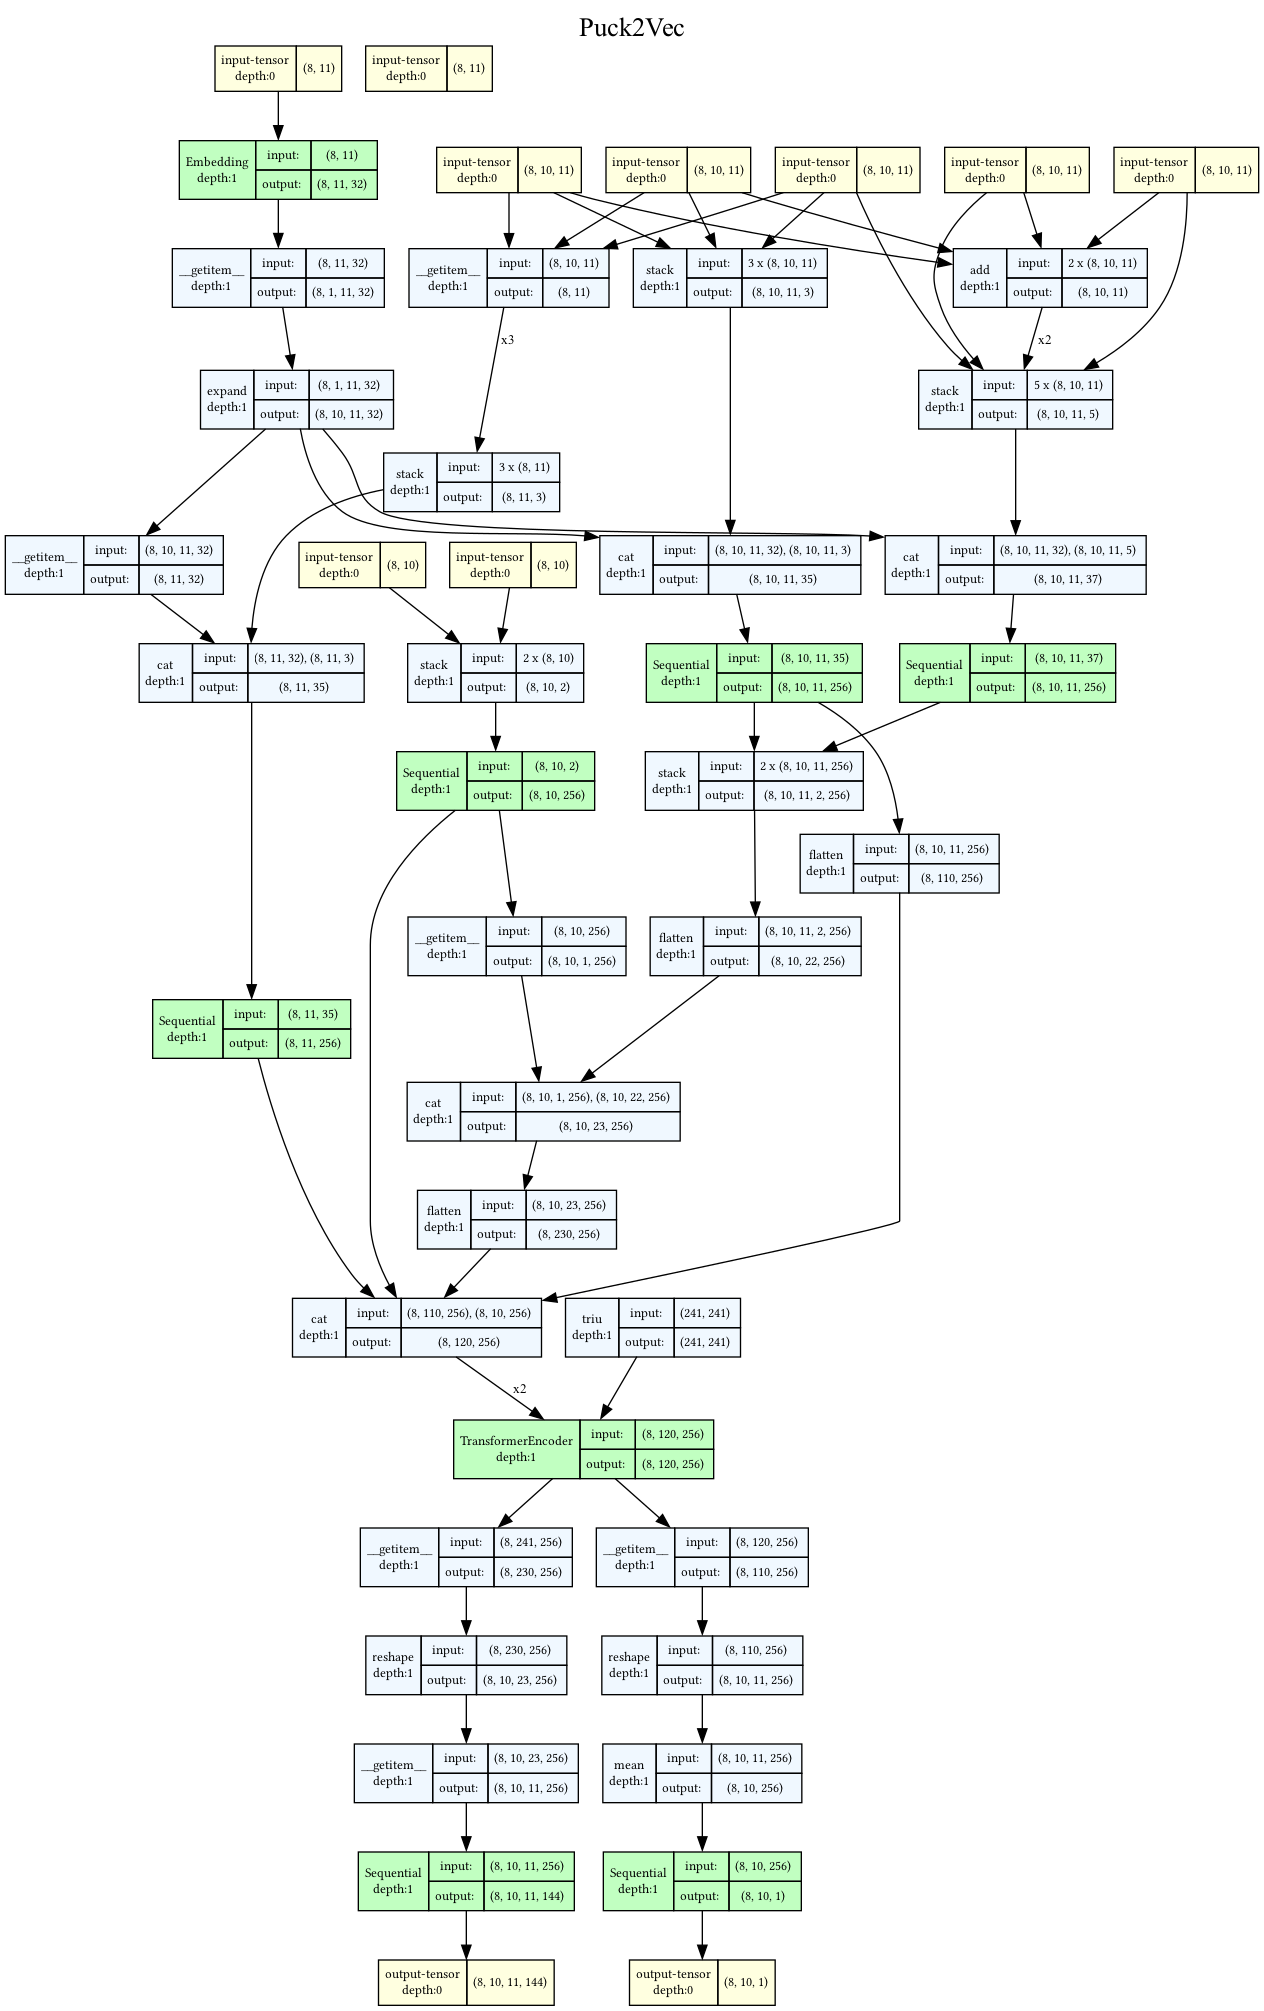 Puck2Vec
input-tensor
depth:0
(8, 11)
input-tensor
depth:0
(8, 11)
Embedding
depth:1
input:
(8, 11)
output:
(8, 11, 32)
input-tensor
depth:0
(8, 10, 11)
input-tensor
depth:0
(8, 10, 11)
input-tensor
depth:0
(8, 10, 11)
input-tensor
depth:0
(8, 10, 11)
input-tensor
depth:0
(8, 10, 11)
__getitem__
depth:1
input:
(8, 11, 32)
output:
(8, 1, 11, 32)
__getitem__
depth:1
input:
(8, 10, 11)
output:
(8, 11)
stack
depth:1
input:
3 x (8, 10, 11)
output:
(8, 10, 11, 3)
add
depth:1
input:
2 x (8, 10, 11)
output:
(8, 10, 11)
x3
x2
expand
depth:1
input:
(8, 1, 11, 32)
output:
(8, 10, 11, 32)
stack
depth:1
input:
5 x (8, 10, 11)
output:
(8, 10, 11, 5)
stack
depth:1
input:
3 x (8, 11)
output:
(8, 11, 3)
__getitem__
depth:1
input:
(8, 10, 11, 32)
output:
(8, 11, 32)
input-tensor
depth:0
(8, 10)
input-tensor
depth:0
(8, 10)
cat
depth:1
input:
(8, 10, 11, 32), (8, 10, 11, 3)
output:
(8, 10, 11, 35)
cat
depth:1
input:
(8, 10, 11, 32), (8, 10, 11, 5)
output:
(8, 10, 11, 37)
cat
depth:1
input:
(8, 11, 32), (8, 11, 3)
output:
(8, 11, 35)
stack
depth:1
input:
2 x (8, 10)
output:
(8, 10, 2)
Sequential
depth:1
input:
(8, 10, 11, 35)
output:
(8, 10, 11, 256)
Sequential
depth:1
input:
(8, 10, 11, 37)
output:
(8, 10, 11, 256)
Sequential
depth:1
input:
(8, 10, 2)
output:
(8, 10, 256)
stack
depth:1
input:
2 x (8, 10, 11, 256)
output:
(8, 10, 11, 2, 256)
flatten
depth:1
input:
(8, 10, 11, 256)
output:
(8, 110, 256)
__getitem__
depth:1
input:
(8, 10, 256)
output:
(8, 10, 1, 256)
flatten
depth:1
input:
(8, 10, 11, 2, 256)
output:
(8, 10, 22, 256)
Sequential
depth:1
input:
(8, 11, 35)
output:
(8, 11, 256)
cat
depth:1
input:
(8, 10, 1, 256), (8, 10, 22, 256)
output:
(8, 10, 23, 256)
flatten
depth:1
input:
(8, 10, 23, 256)
output:
(8, 230, 256)
cat
depth:1
input:
(8, 110, 256), (8, 10, 256)
output:
(8, 120, 256)
triu
depth:1
input:
(241, 241)
output:
(241, 241)
x2
TransformerEncoder
depth:1
input:
(8, 120, 256)
output:
(8, 120, 256)
__getitem__
depth:1
input:
(8, 241, 256)
output:
(8, 230, 256)
__getitem__
depth:1
input:
(8, 120, 256)
output:
(8, 110, 256)
reshape
depth:1
input:
(8, 230, 256)
output:
(8, 10, 23, 256)
reshape
depth:1
input:
(8, 110, 256)
output:
(8, 10, 11, 256)
__getitem__
depth:1
input:
(8, 10, 23, 256)
output:
(8, 10, 11, 256)
mean
depth:1
input:
(8, 10, 11, 256)
output:
(8, 10, 256)
Sequential
depth:1
input:
(8, 10, 11, 256)
output:
(8, 10, 11, 144)
Sequential
depth:1
input:
(8, 10, 256)
output:
(8, 10, 1)
output-tensor
depth:0
(8, 10, 11, 144)
output-tensor
depth:0
(8, 10, 1)